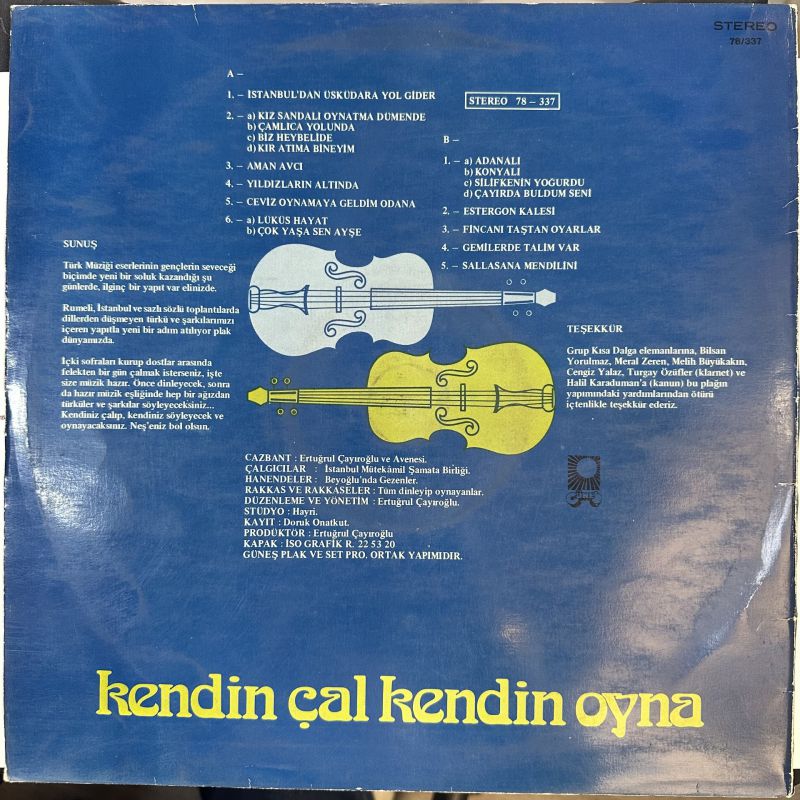 STEREO
78/337
A –
1. – İSTANBUL'DAN ÜSKÜDARA YOL GİDER
2. – a) KIZ SANDALI OYNATMA DÜMENDE
b) ÇAMLICA YOLUNDA
c) BİZ HEYBELİDE
d) KIR ATIMA BİNEYİM
3. – AMAN AVCI
4. – YILDIZLARIN ALTINDA
5. – CEVİZ OYNAMAYA GELDİM ODANA
6. – a) LÜKÜS HAYAT
b) ÇOK YAŞA SEN AYŞE
STEREO 78 – 337
B –
1. – a) ADANALI
b) KONYALI
c) SİLİFKENİN YOĞURDU
d) ÇAYIRDA BULDUM SENİ
2. – ESTERGON KALESİ
3. – FİNCANI TAŞTAN OYARLAR
4. – GEMİLERDE TALİM VAR
5. – SALLASANA MENDİLİNİ
SUNUŞ
Türk Müziği eserlerinin gençlerin seveceği
biçimde yeni bir soluk kazandığı şu
günlerde, ilginç bir yapıt var elinizde.
Rumeli, İstanbul ve sazlı sözlü toplantılarda
dillerden düşmeyen türkü ve şarkılarımızı
içeren yapıtla yeni bir adım atılıyor plak
dünyamızda.
İçki sofraları kurup dostlar arasında
felekten bir gün çalmak isterseniz, işte
size müzik hazır. Önce dinleyecek, sonra
da hazır müzik eşliğinde hep bir ağızdan
türküler ve şarkılar söyleyeceksiniz...
Kendiniz çalıp, kendiniz söyleyecek ve
oynayacaksınız. Neş'eniz bol olsun.
TEŞEKKÜR
Grup Kısa Dalga elemanlarına, Bilsan
Yorulmaz, Meral Zeren, Melih Büyükakın,
Cengiz Yalaz, Turgay Özüfler (klarnet) ve
Halil Karaduman'a (kanun) bu plağın
yapımındaki yardımlarından ötürü
içtenlikle teşekkür ederiz.
CAZBANT : Ertuğrul Çayıroğlu ve Avenesi.
ÇALGICILAR : İstanbul Mütekâmil Şamata Birliği.
HANENDELER : Beyoğlu'nda Gezenler.
RAKKAS VE RAKKASELER : Tüm dinleyip oynayanlar.
DÜZENLEME VE YÖNETİM : Ertuğrul Çayıroğlu.
STÜDYO : Hayri.
KAYIT : Doruk Onatkut.
PRODÜKTÖR : Ertuğrul Çayıroğlu
KAPAK : İSO GRAFİK R. 22 53 20
GÜNEŞ PLAK VE SET PRO. ORTAK YAPIMIDIR.
GÜNEŞ
kendin çal kendin oyna